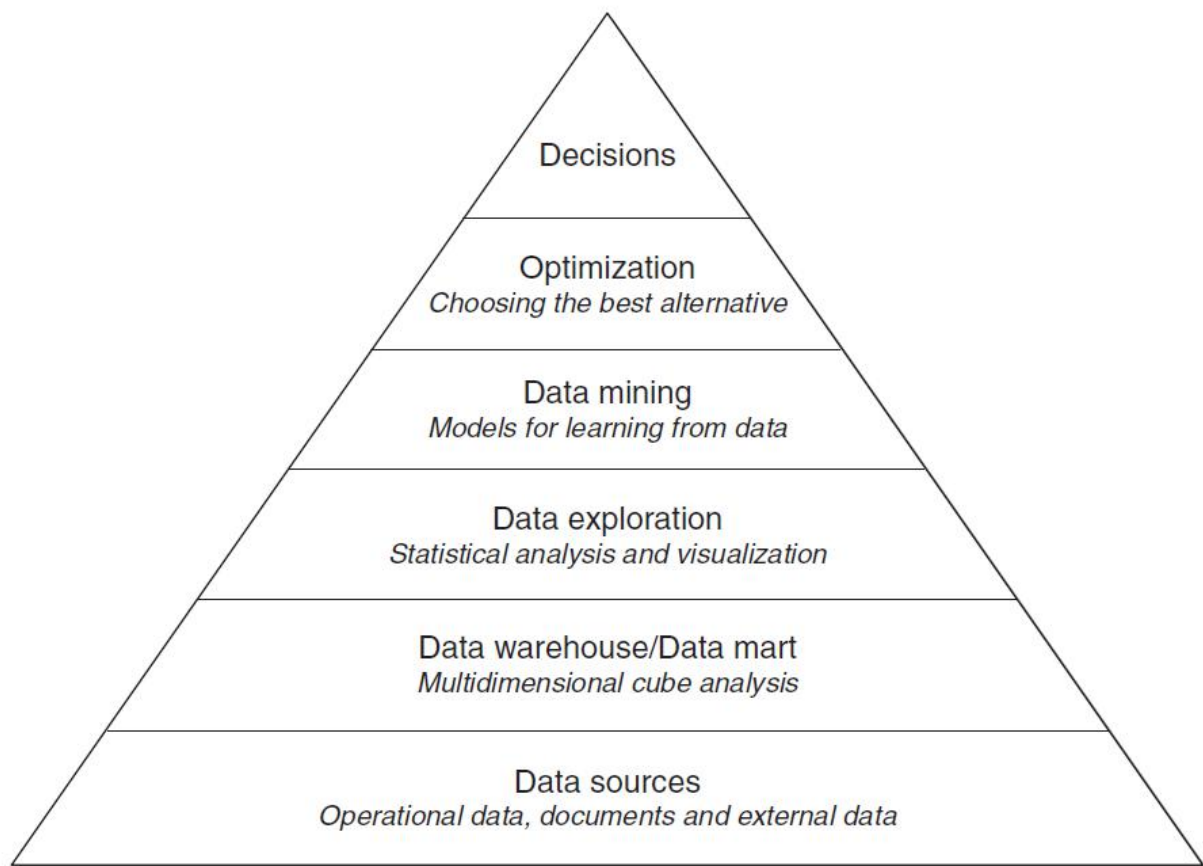 Decisions
Optimization
Choosing the best alternative
Data mining
Models for learning from data
Data exploration
Statistical analysis and visualization
Data warehouse/Data mart
Multidimensional cube analysis
Data sources
Operational data, documents and external data